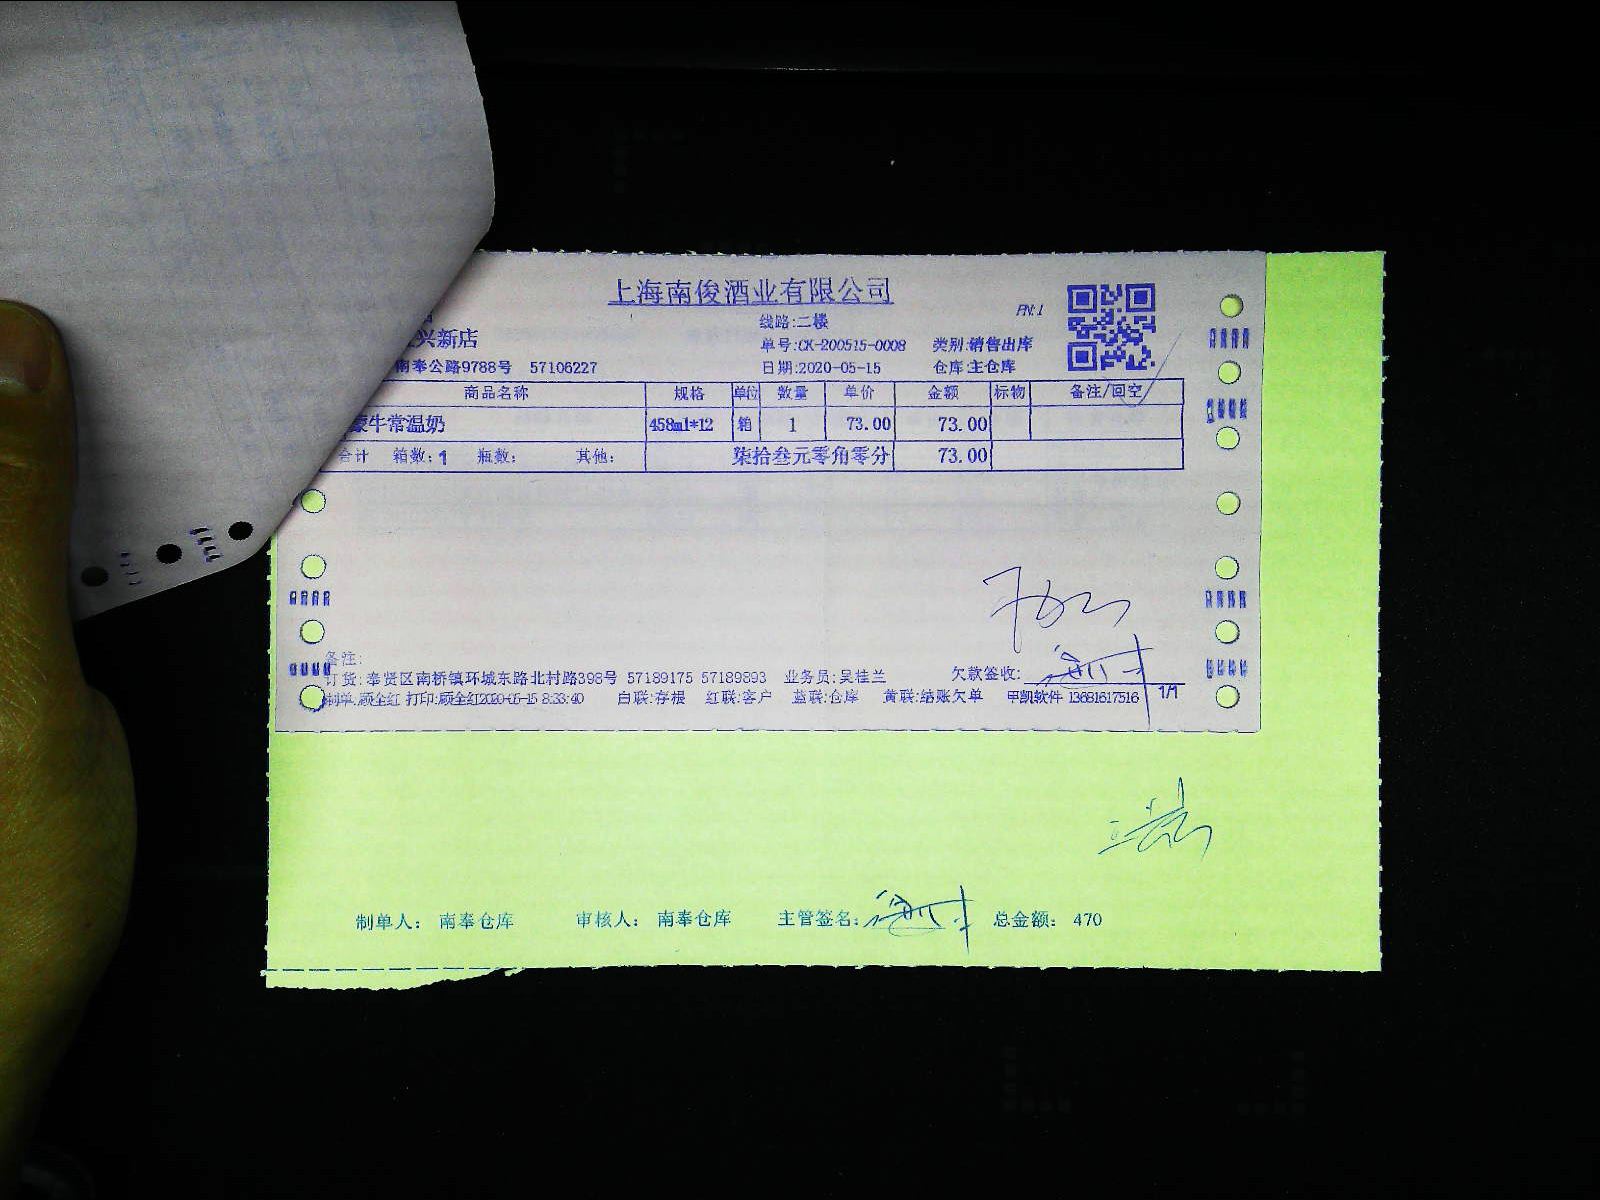 上海南俊酒业有限公司
PN:1
线路:二楼
兴新店
单号:CK-200515-0008 类别:销售出库
南奉公路9788号 57106227 日期:2020-05-15 仓库:主仓库
商品名称 规格 单位 数量 单价 金额 标物 备注/回空
蒙牛常温奶 458ml*12 箱 1 73.00 73.00
合计 箱数:1 瓶数: 其他: 柒拾叁元零角零分 73.00
备注:
订货:奉贤区南桥镇环城东路北村路398号 57189175 57189893 业务员:吴桂兰 欠款签收:
制单:顾全红 打印:顾全红2020-05-15 8:33:40 白联:存根 红联:客户 蓝联:仓库 黄联:结账欠单 甲凯软件 13681617516 1/1
制单人: 南奉仓库 审核人: 南奉仓库 主管签名: 总金额: 470